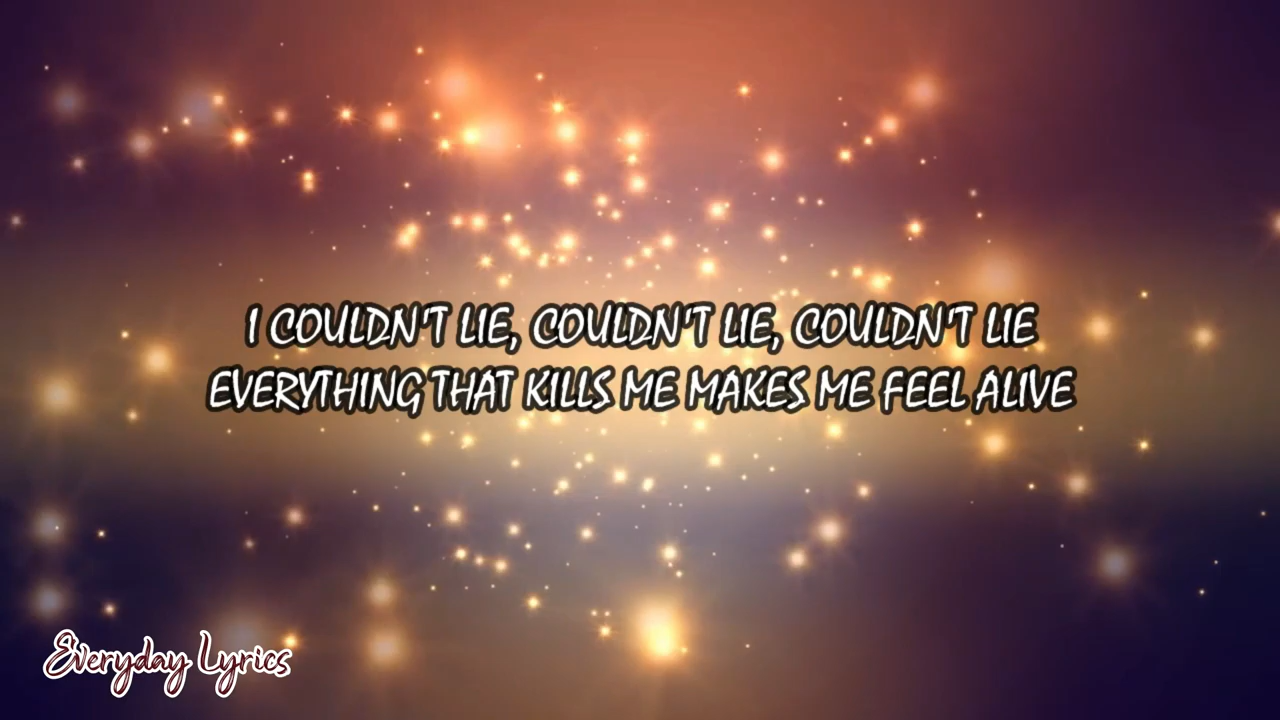 I COULDN'T LIE, COULDN'T LIE, COULDN'T LIE
EVERYTHING THAT KILLS ME MAKES ME FEEL ALIVE
Everyday Lyrics